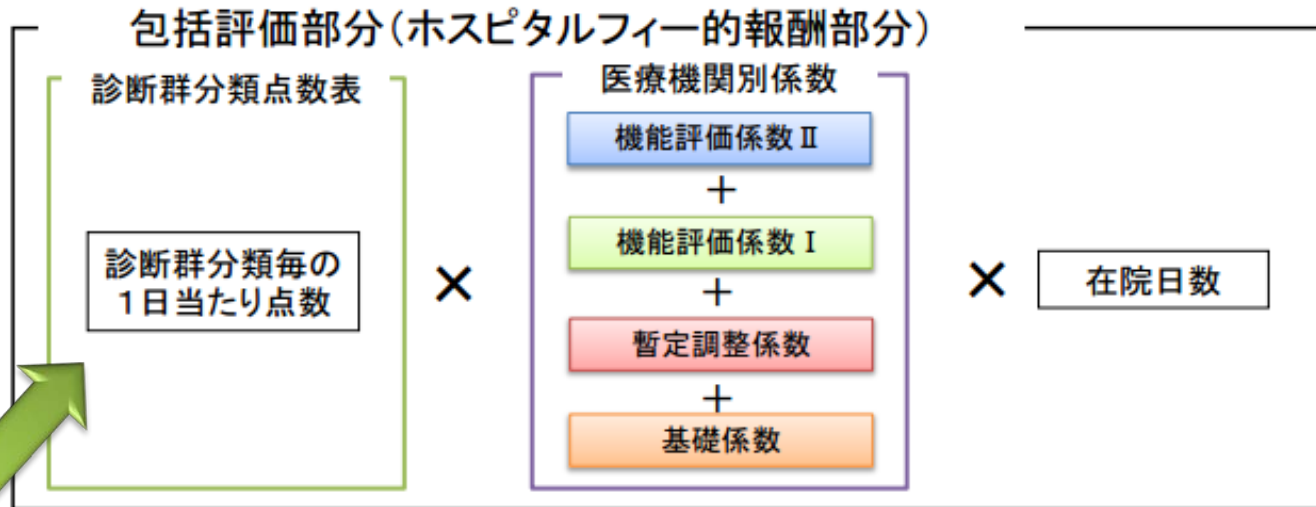 包括評価部分(ホスピタルフィー的報酬部分)
診断群分類点数表
診断群分類毎の
1日当たり点数
×
医療機関別係数
機能評価係数Ⅱ
+
機能評価係数Ⅰ
+
暫定調整係数
+
基礎係数
×
在院日数